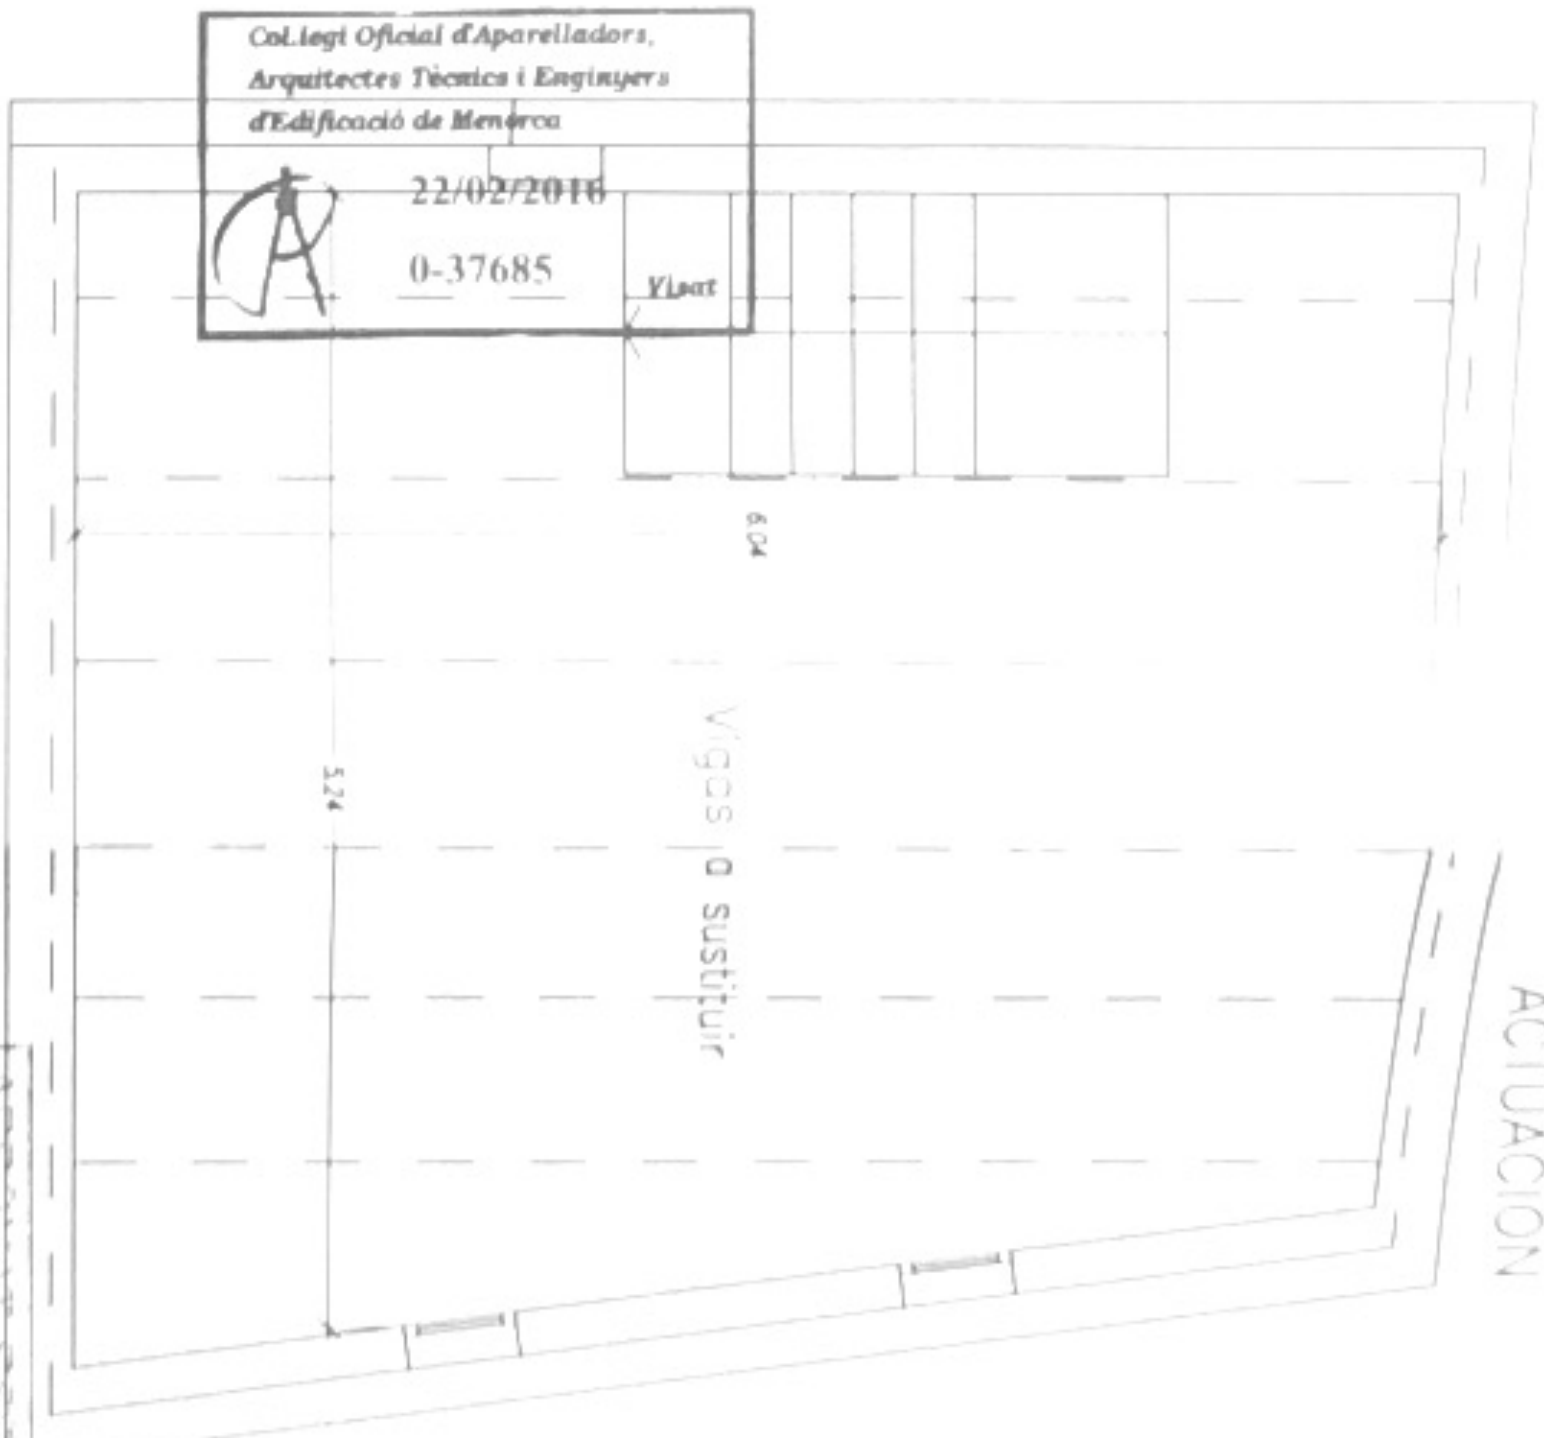 Col.legi Oficial d'Aparelladors,
Arquitectes Tècnics i Enginyers
d'Edificació de Menorca
22/02/2016
0-37685
Visat
6.04
5.24
Vigas a sustituir
ACTUACION